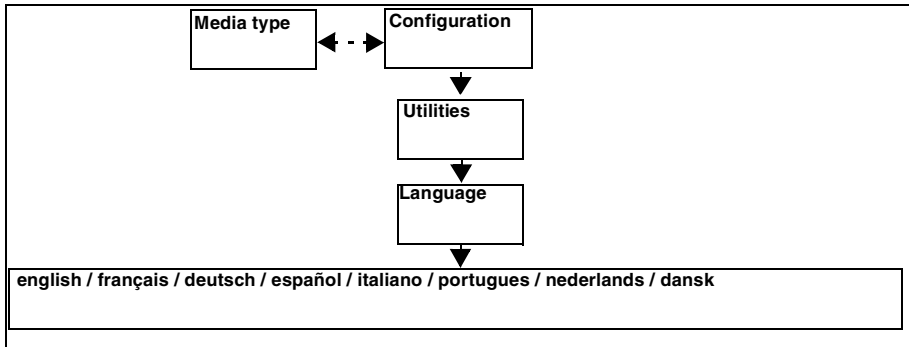 Media type
Configuration
Utilities
Language
english / français / deutsch / español / italiano / portugues / nederlands / dansk